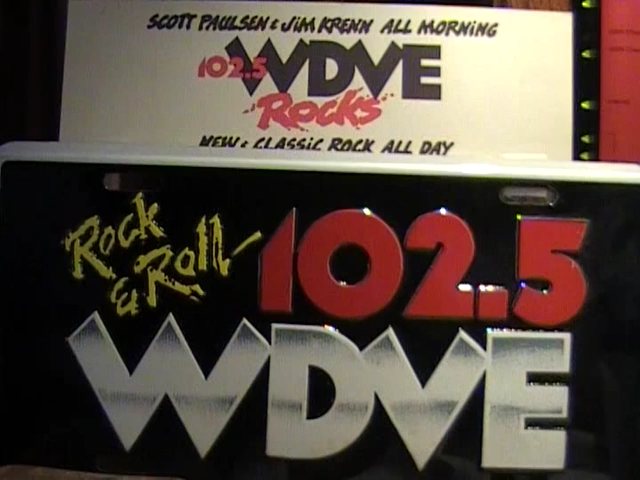 SCOTT PAULSEN & JIM KRENN ALL MORNING
102.5 WDVE
Rocks
NEW & CLASSIC ROCK ALL DAY
Rock
& Roll
102.5
WDVE